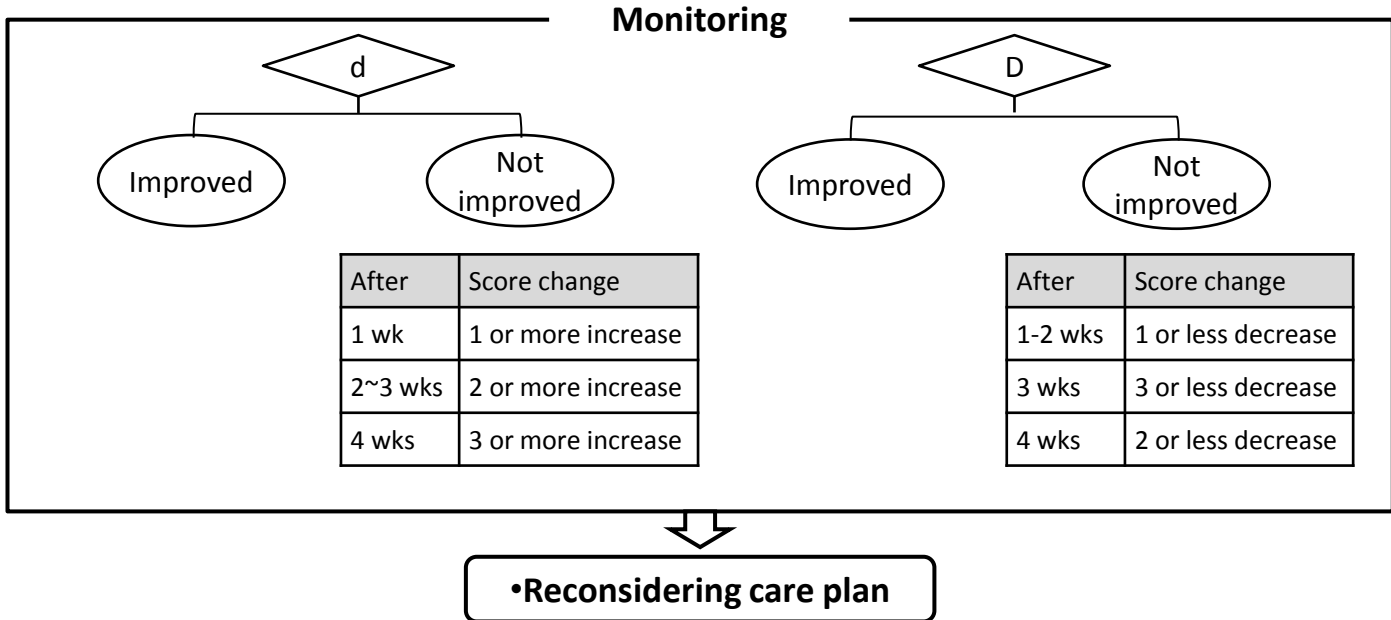 Monitoring
d
D
Improved
Not
improved
Improved
Not
improved
After Score change
1 wk 1 or more increase
2~3 wks 2 or more increase
4 wks 3 or more increase
After Score change
1-2 wks 1 or less decrease
3 wks 3 or less decrease
4 wks 2 or less decrease
•Reconsidering care plan